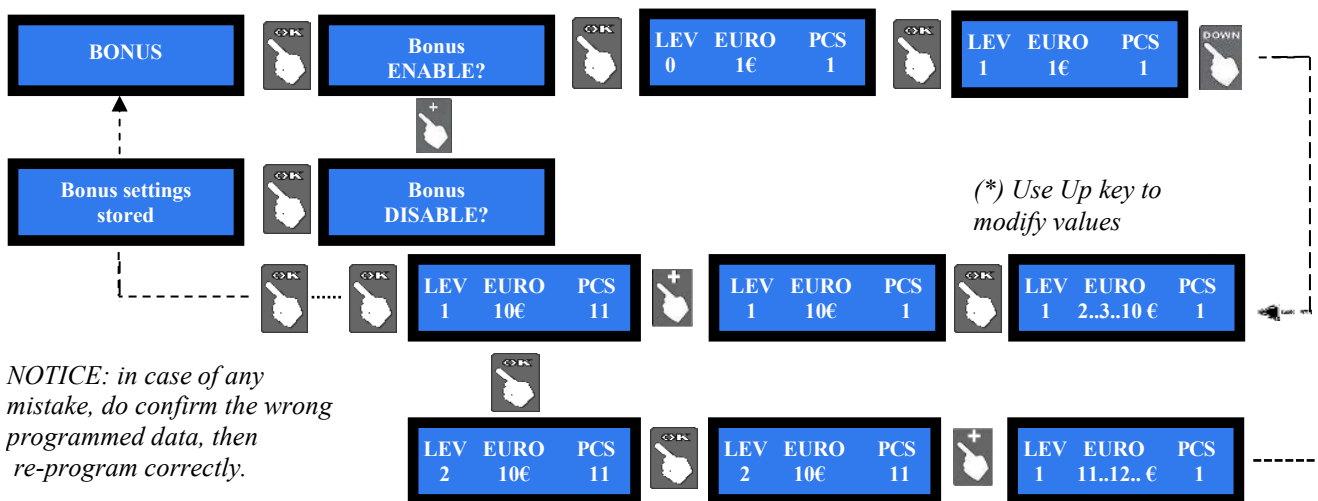 BONUS
OK
Bonus
ENABLE?
OK
LEV EURO PCS
0 1€ 1
OK
LEV EURO PCS
1 1€ 1
DOWN
+
Bonus settings
stored
OK
Bonus
DISABLE?
(*) Use Up key to
modify values
OK
OK
LEV EURO PCS
1 10€ 11
+
LEV EURO PCS
1 10€ 1
OK
LEV EURO PCS
1 2..3..10 € 1
NOTICE: in case of any
mistake, do confirm the wrong
programmed data, then
re-program correctly.
OK
LEV EURO PCS
2 10€ 11
OK
LEV EURO PCS
2 10€ 11
+
LEV EURO PCS
1 11..12.. € 1